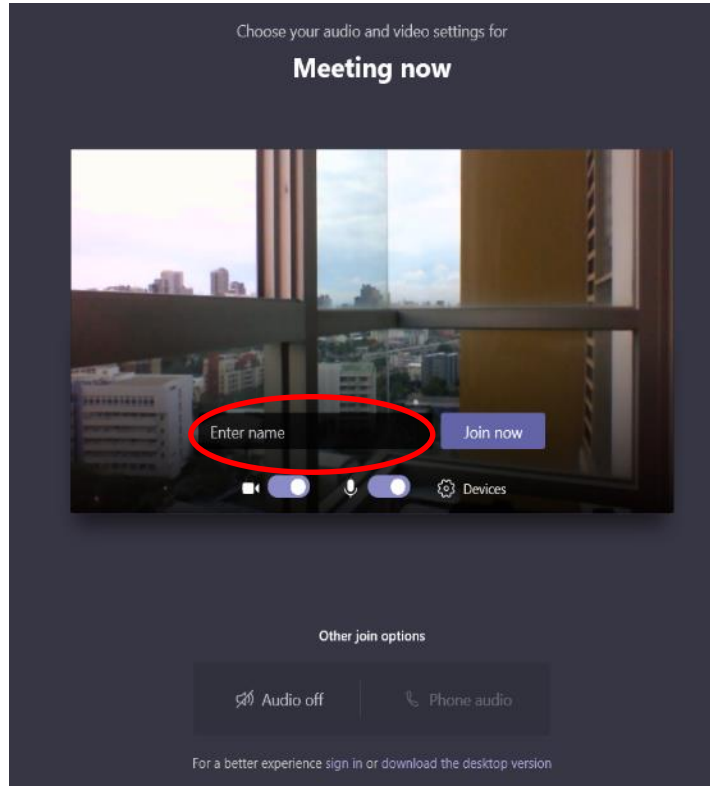 Choose your audio and video settings for
Meeting now
Enter name
Join now
Devices
Other join options
Audio off
Phone audio
For a better experience sign in or download the desktop version